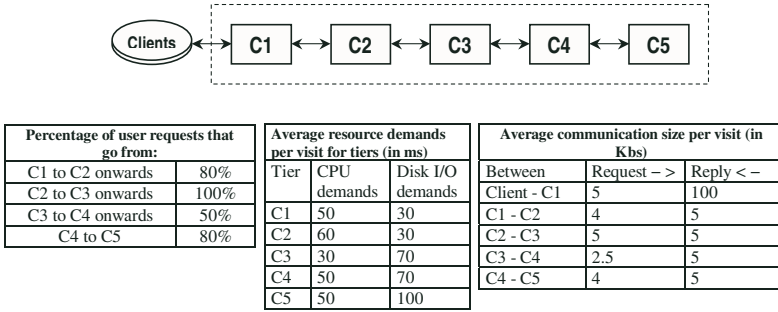 Clients C1 C2 C3 C4 C5
Percentage of user requests that
go from:
C1 to C2 onwards 80%
C2 to C3 onwards 100%
C3 to C4 onwards 50%
C4 to C5 80%
Average resource demands
per visit for tiers (in ms)
Tier CPU Disk I/O
demands demands
C1 50 30
C2 60 30
C3 30 70
C4 50 70
C5 50 100
Average communication size per visit (in
Kbs)
Between Request – > Reply < –
Client - C1 5 100
C1 - C2 4 5
C2 - C3 5 5
C3 - C4 2.5 5
C4 - C5 4 5